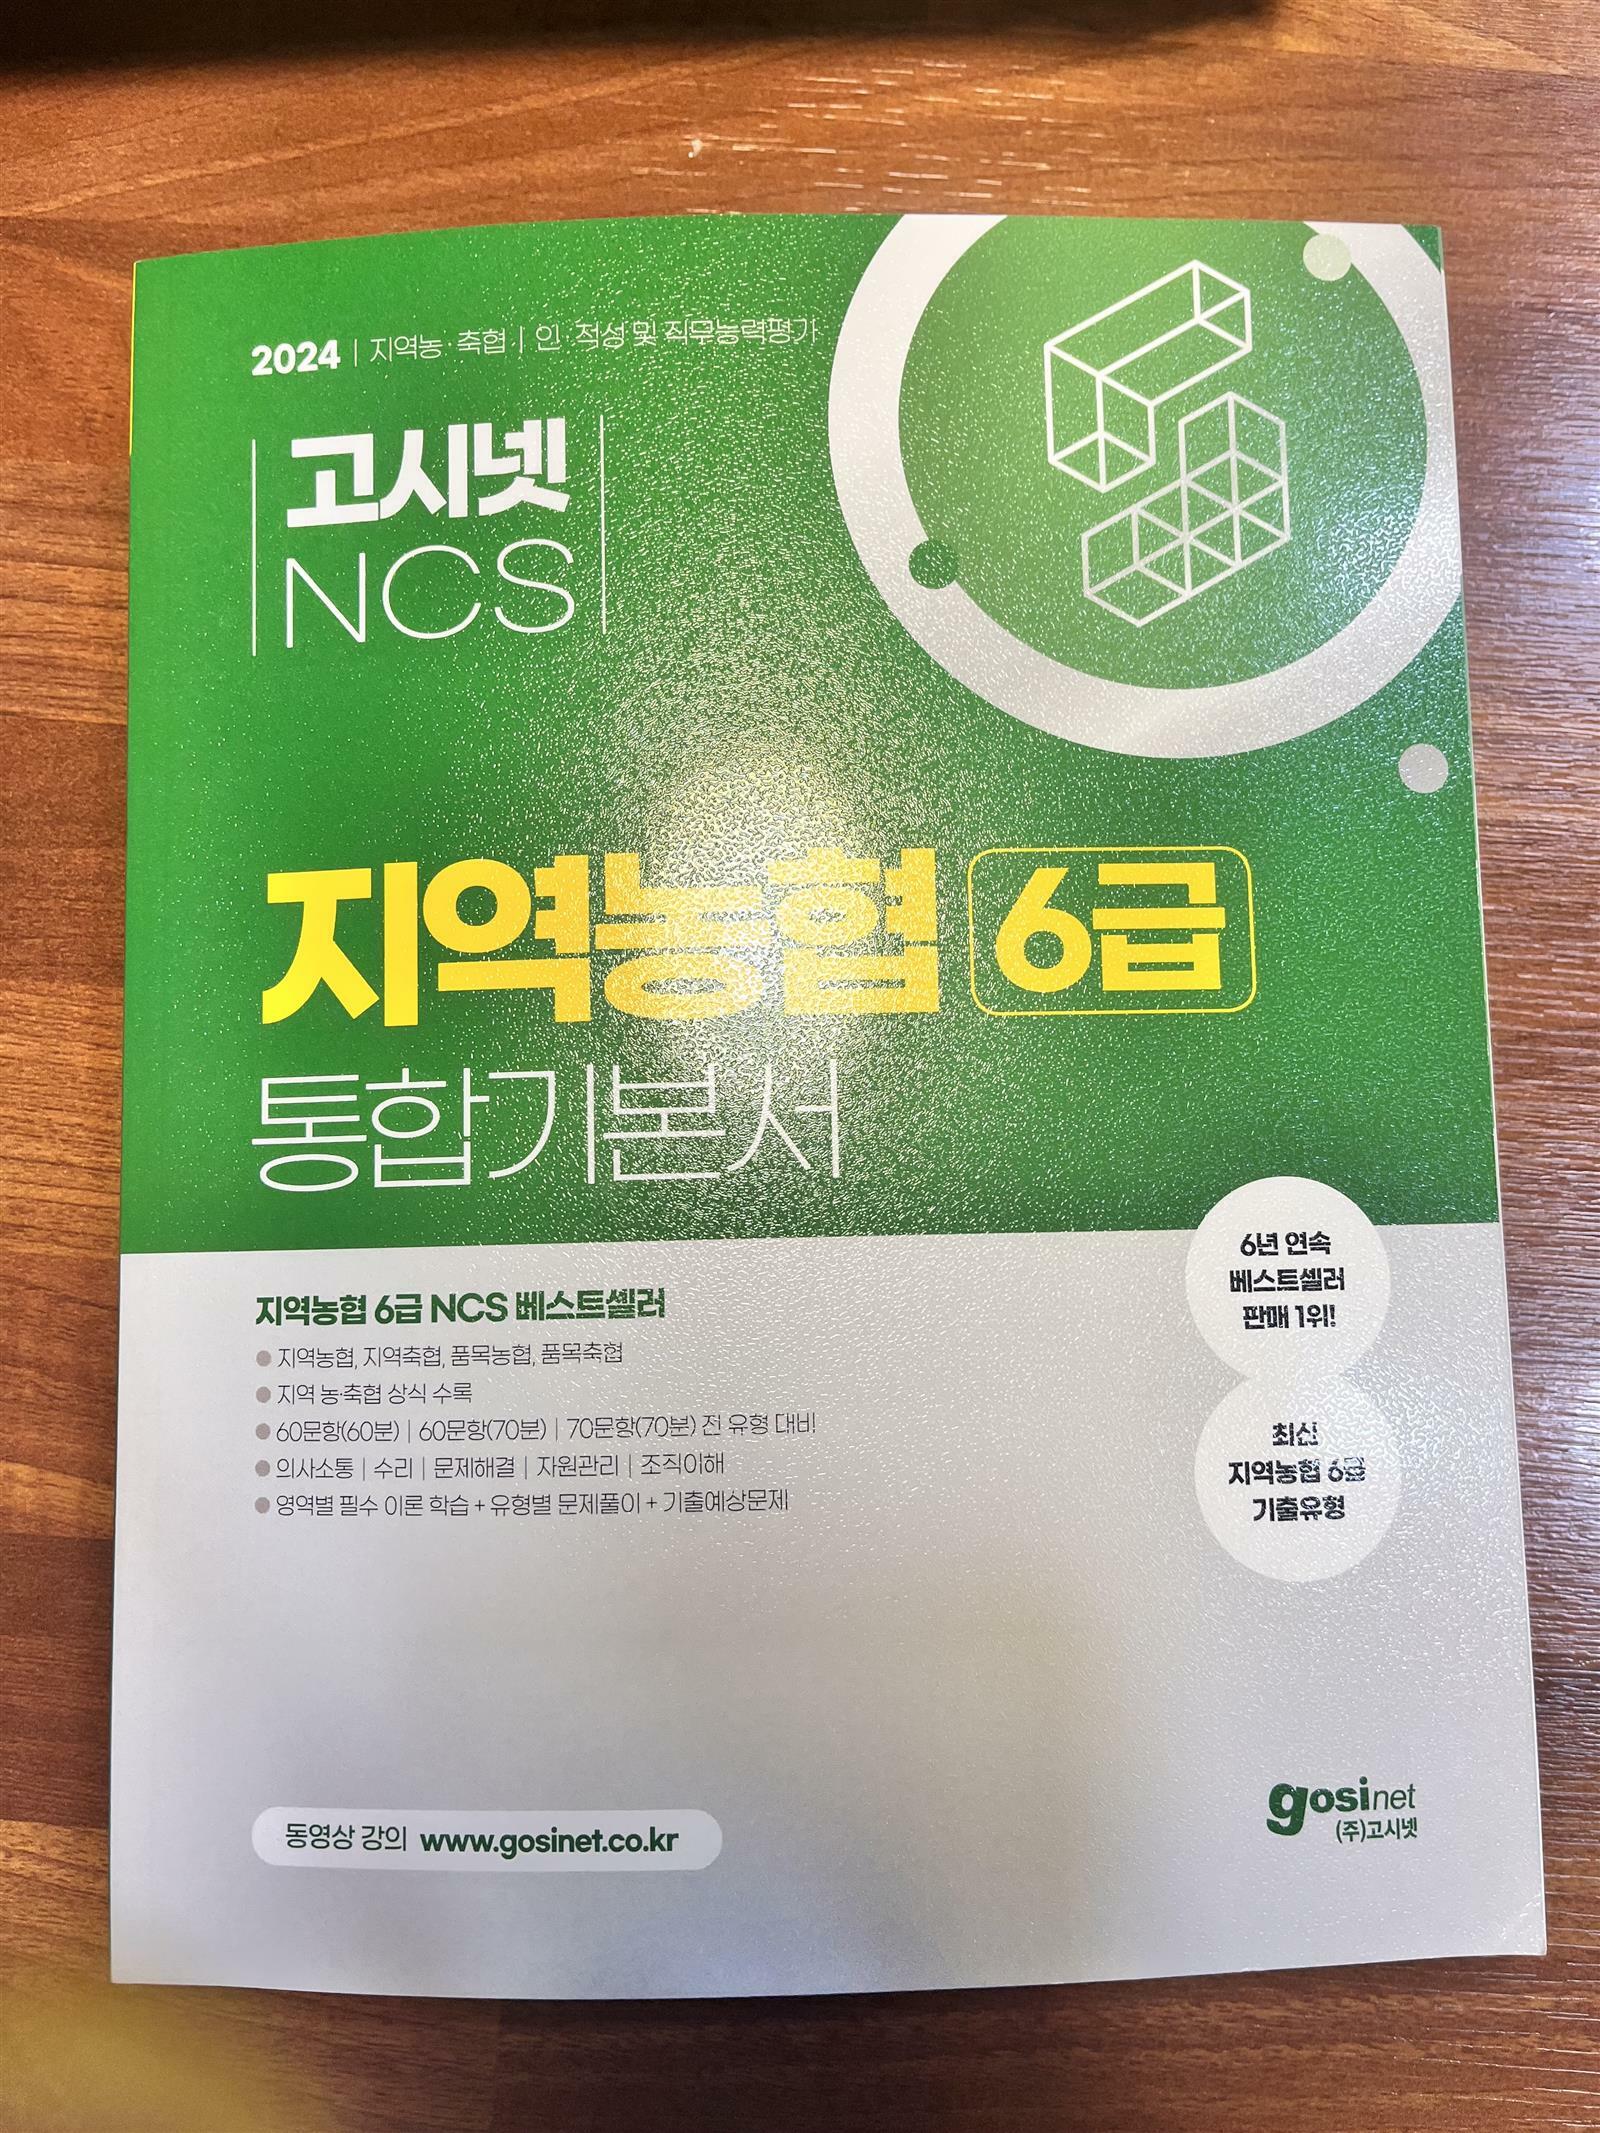 2024 | 지역농·축협 | 인·적성 및 직무능력평가
고시넷
NCS
지역농협 6급
통합기본서
6년 연속
베스트셀러
판매 1위!
지역농협 6급 NCS 베스트셀러
지역농협, 지역축협, 품목농협, 품목축협
지역 농·축협 상식 수록
60문항(60분) | 60문항(70분) | 70문항(70분) 전 유형 대비
의사소통 | 수리 | 문제해결 | 자원관리 | 조직이해
영역별 필수 이론 학습 + 유형별 문제풀이 + 기출예상문제
최신
지역농협 6급
기출유형
동영상 강의 www.gosinet.co.kr
gosinet
(주)고시넷